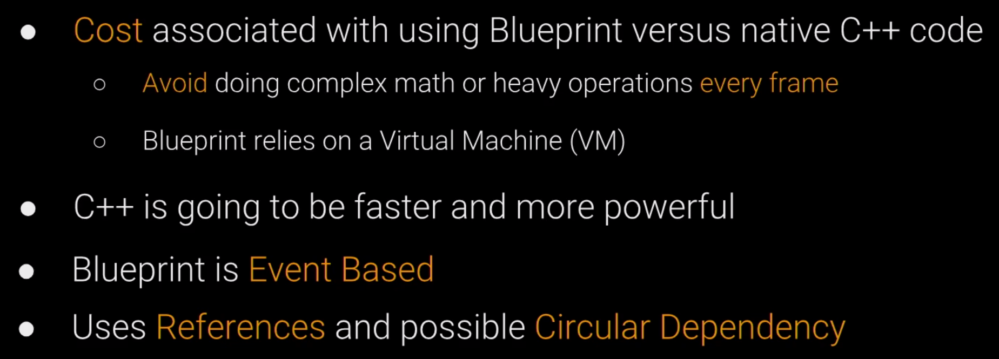 ● Cost associated with using Blueprint versus native C++ code
○ Avoid doing complex math or heavy operations every frame
○ Blueprint relies on a Virtual Machine (VM)
● C++ is going to be faster and more powerful
● Blueprint is Event Based
● Uses References and possible Circular Dependency